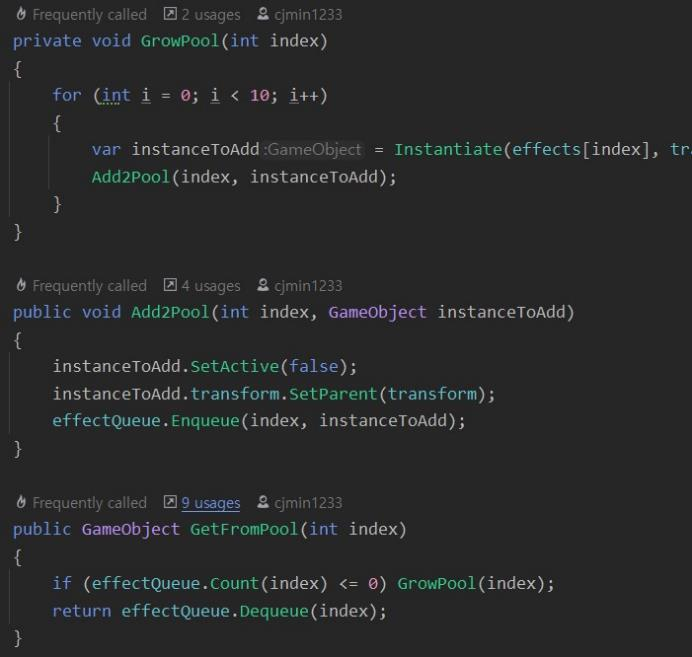 Frequently called 2 usages cjmin1233
private void GrowPool(int index)
{
    for (int i = 0; i < 10; i++)
    {
        var instanceToAdd :GameObject = Instantiate(effects[index],
        Add2Pool(index, instanceToAdd);
    }
}
Frequently called 4 usages cjmin1233
public void Add2Pool(int index, GameObject instanceToAdd)
{
    instanceToAdd.SetActive(false);
    instanceToAdd.transform.SetParent(transform);
    effectQueue.Enqueue(index, instanceToAdd);
}
Frequently called 9 usages cjmin1233
public GameObject GetFromPool(int index)
{
    if (effectQueue.Count(index) <= 0) GrowPool(index);
    return effectQueue.Dequeue(index);
}